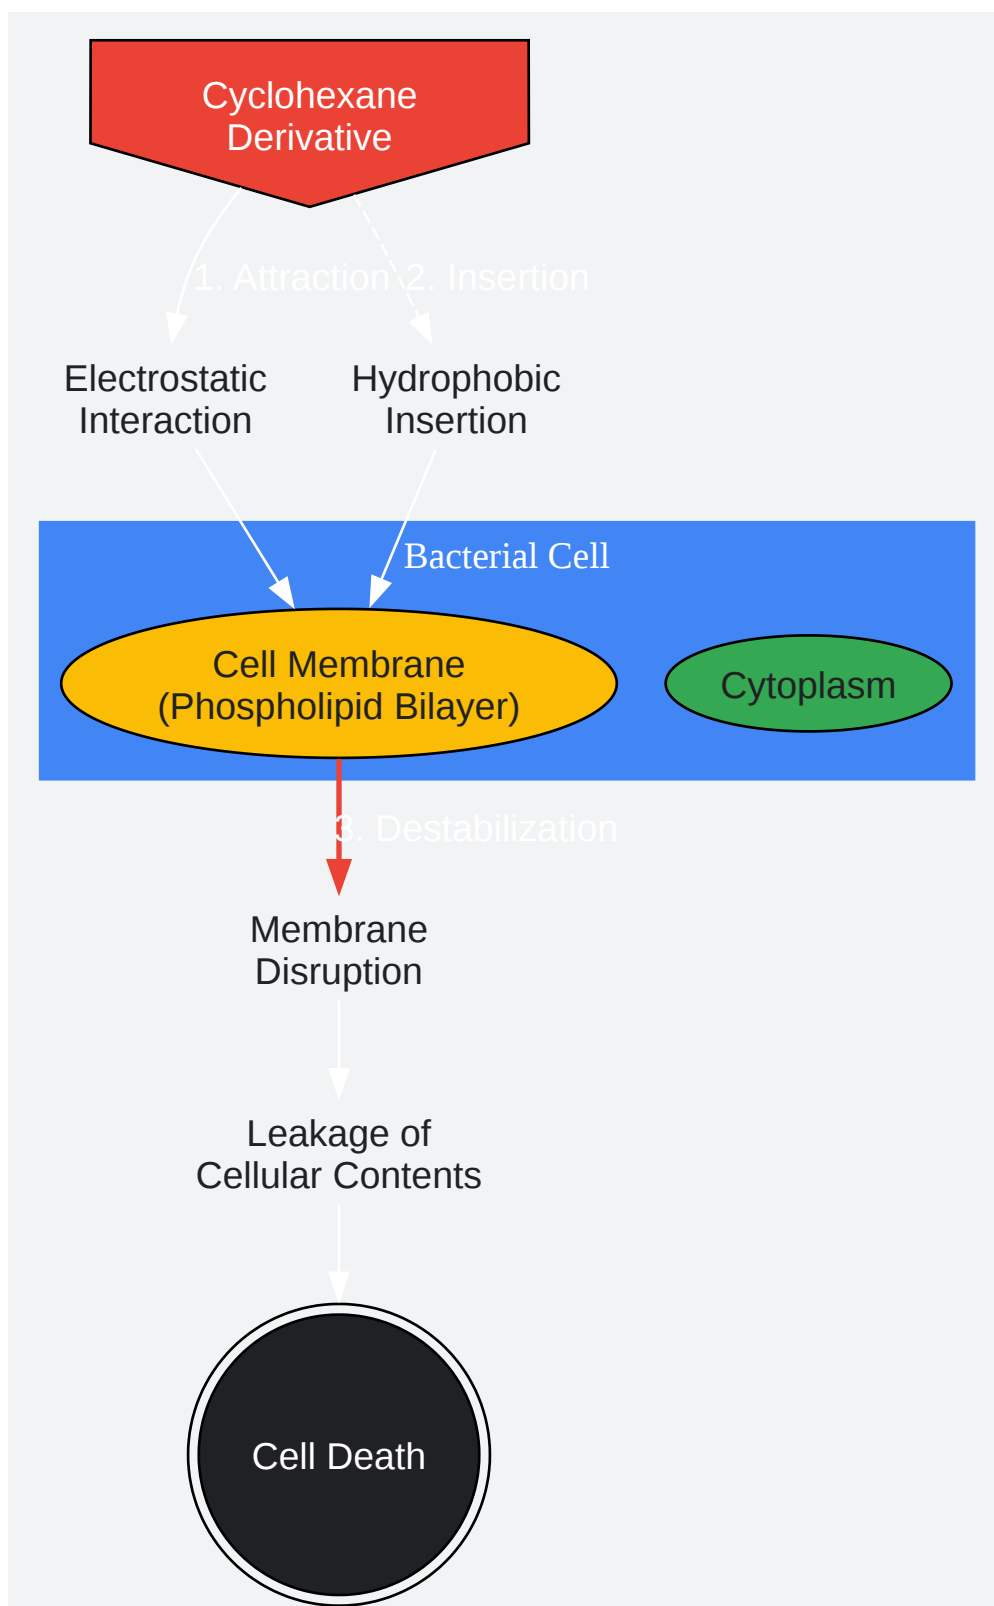 Cyclohexane
Derivative
1. Attraction
2. Insertion
Electrostatic
Interaction
Hydrophobic
Insertion
Bacterial Cell
Cell Membrane
(Phospholipid Bilayer)
Cytoplasm
3. Destabilization
Membrane
Disruption
Leakage of
Cellular Contents
Cell Death